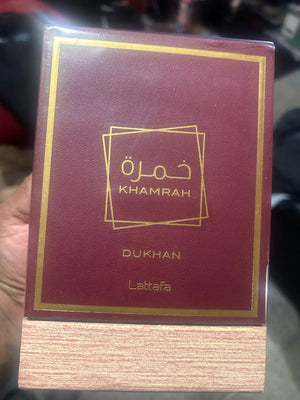 خمرة
KHAMRAH
DUKHAN
Lattafa